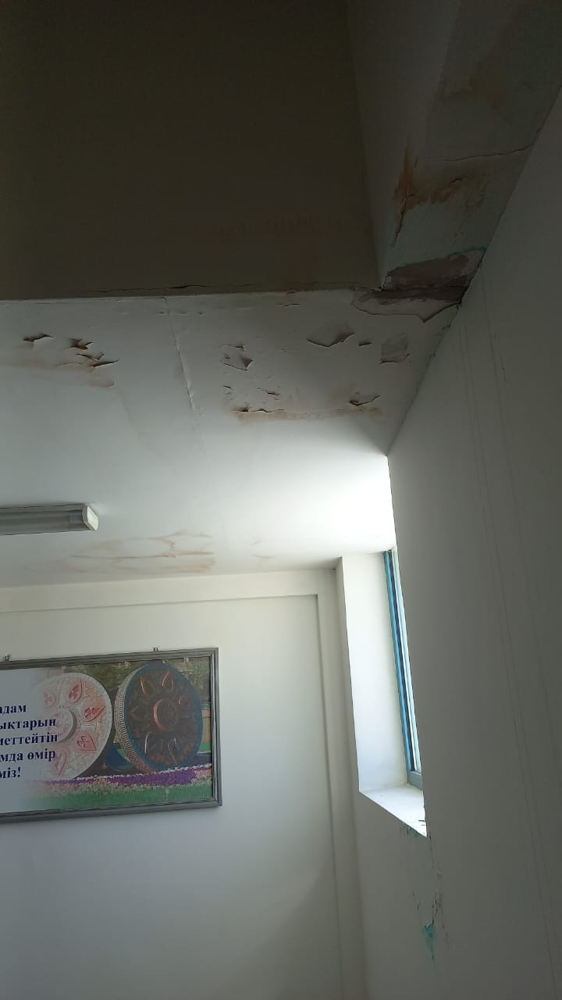 адам
ықтарын
меттейтін
мда өмір
міз!